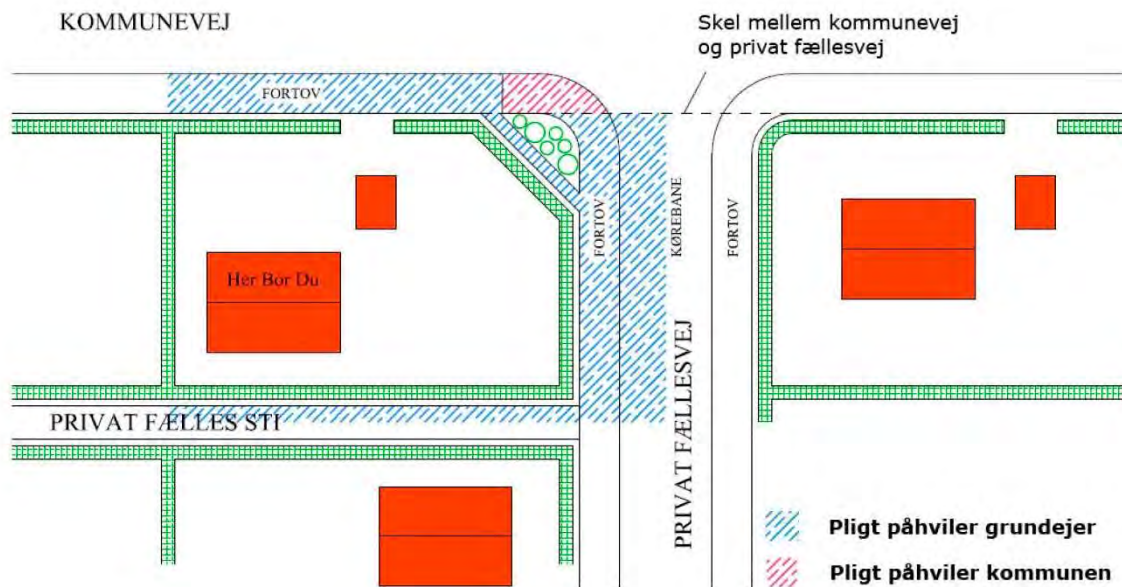 KOMMUNEVEJ
Skel mellem kommunevej
og privat fællesvej
FORTOV
FORTOV
KØREBANE
FORTOV
Her Bor Du
PRIVAT FÆLLESVEJ
PRIVAT FÆLLES STI
Pligt påhviler grundejer
Pligt påhviler kommunen